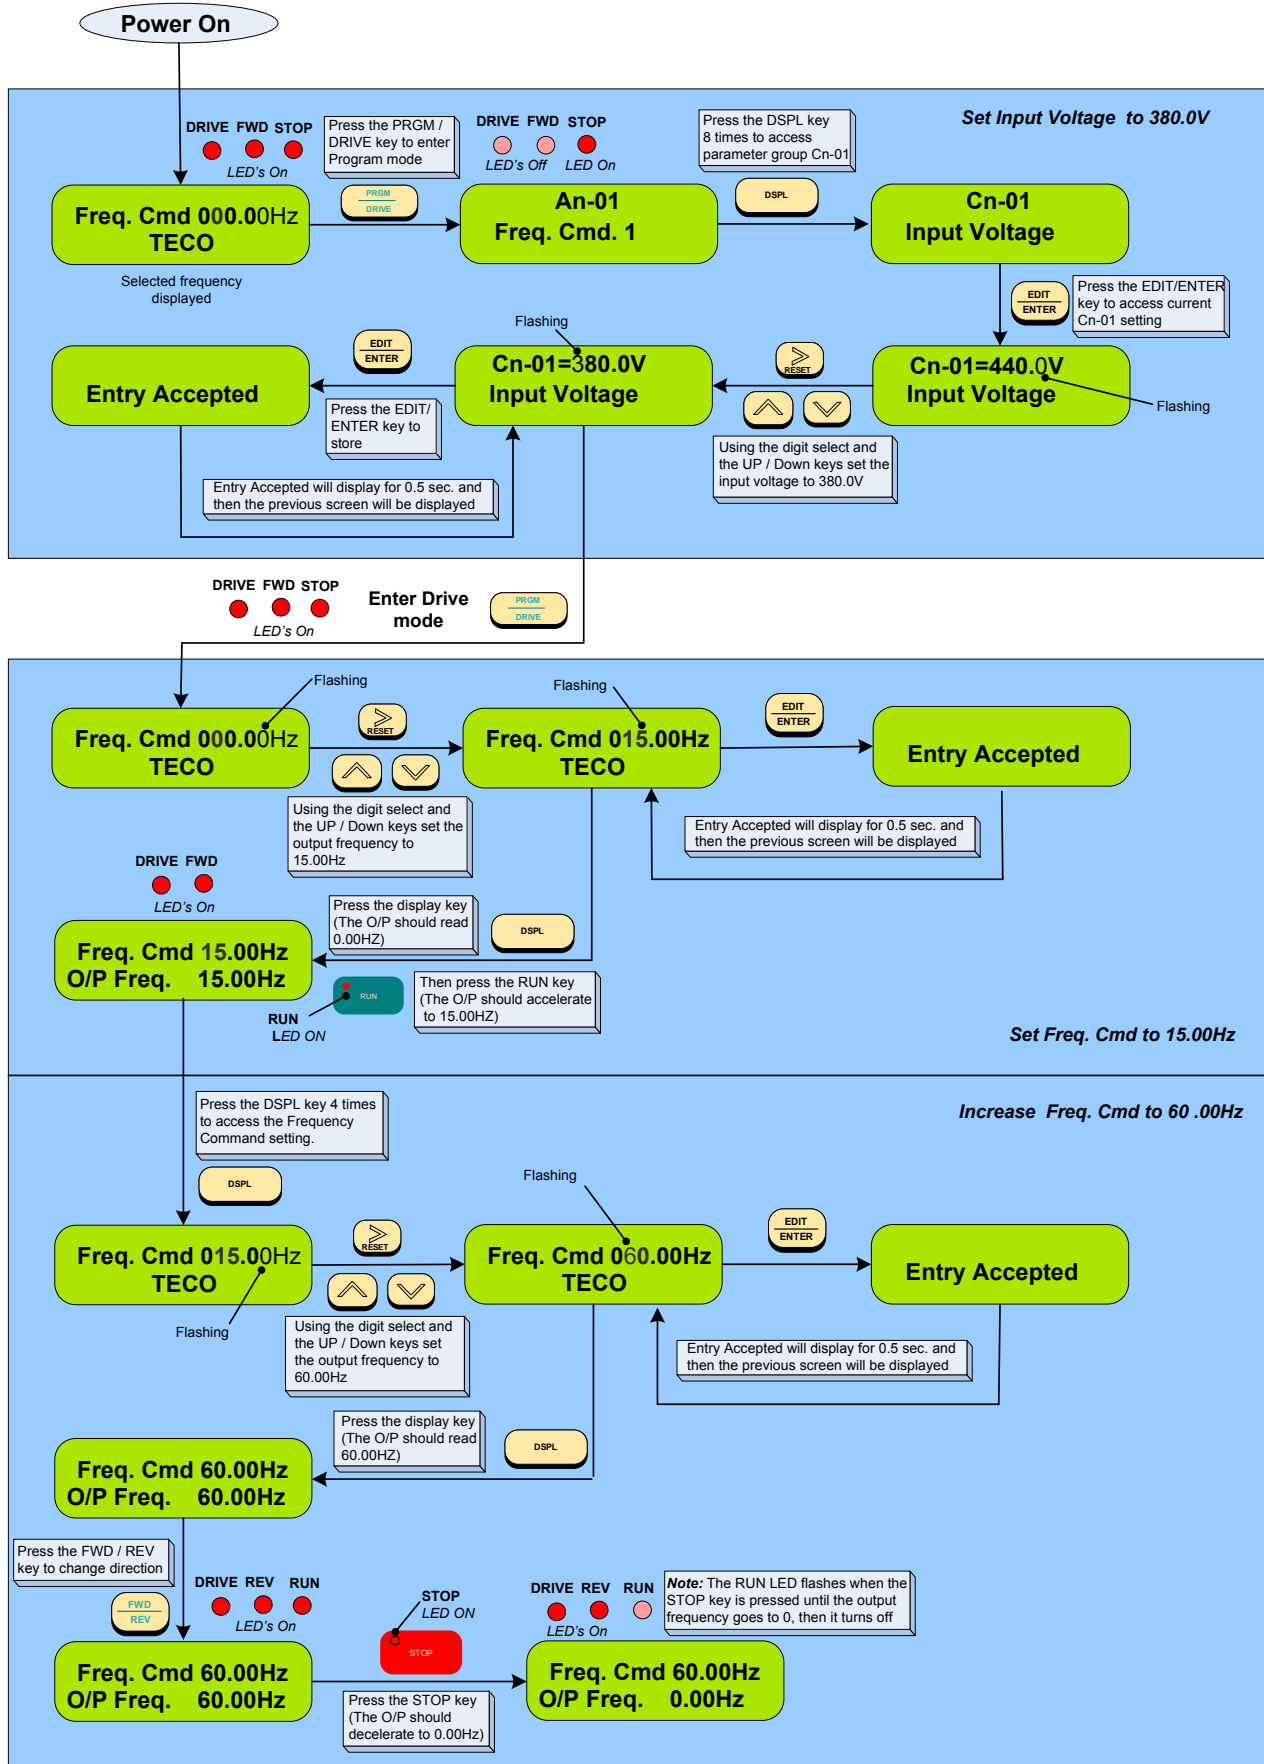 Power On
Set Input Voltage  to 380.0V
DRIVE FWD STOP
LED's On
Press the PRGM /
DRIVE key to enter
Program mode
PRGM
DRIVE
DRIVE FWD STOP
LED's Off LED On
Press the DSPL key
8 times to access
parameter group Cn-01
DSPL
Freq. Cmd 000.00Hz
TECO
Selected frequency
displayed
An-01
Freq. Cmd. 1
Cn-01
Input Voltage
EDIT
ENTER
Press the EDIT/ENTER
key to access current
Cn-01 setting
Cn-01=440.0V
Input Voltage
Flashing
RESET
Using the digit select and
the UP / Down keys set the
input voltage to 380.0V
Flashing
Cn-01=380.0V
Input Voltage
EDIT
ENTER
Press the EDIT/
ENTER key to
store
Entry Accepted
Entry Accepted will display for 0.5 sec. and
then the previous screen will be displayed
DRIVE FWD STOP
LED's On
Enter Drive
mode
PRGM
DRIVE
Flashing
Freq. Cmd 000.00Hz
TECO
RESET
Using the digit select and
the UP / Down keys set the
output frequency to
15.00Hz
Flashing
Freq. Cmd 015.00Hz
TECO
EDIT
ENTER
Entry Accepted
Entry Accepted will display for 0.5 sec. and
then the previous screen will be displayed
DRIVE FWD
LED's On
Press the display key
(The O/P should read
0.00HZ)
DSPL
Freq. Cmd 15.00Hz
O/P Freq. 15.00Hz
RUN
LED ON
RUN
Then press the RUN key
(The O/P should accelerate
to 15.00HZ)
Set Freq. Cmd to 15.00Hz
Increase  Freq. Cmd to 60 .00Hz
Press the DSPL key 4 times
to access the Frequency
Command setting.
DSPL
Freq. Cmd 015.00Hz
TECO
Flashing
RESET
Using the digit select and
the UP / Down keys set
the output frequency to
60.00Hz
Flashing
Freq. Cmd 060.00Hz
TECO
EDIT
ENTER
Entry Accepted
Entry Accepted will display for 0.5 sec. and
then the previous screen will be displayed
Press the display key
(The O/P should read
60.00HZ)
DSPL
Freq. Cmd 60.00Hz
O/P Freq. 60.00Hz
Press the FWD / REV
key to change direction
FWD
REV
DRIVE REV RUN
LED's On
Freq. Cmd 60.00Hz
O/P Freq. 60.00Hz
STOP
LED ON
STOP
Press the STOP key
(The O/P should
decelerate to 0.00Hz)
DRIVE REV RUN
LED's On
Note: The RUN LED flashes when the
STOP key is pressed until the output
frequency goes to 0, then it turns off
Freq. Cmd 60.00Hz
O/P Freq. 0.00Hz